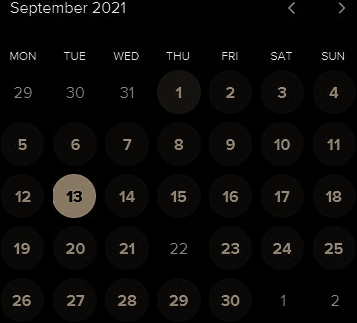 September 2021
MON TUE WED THU FRI SAT SUN
29 30 31 1 2 3 4
5 6 7 8 9 10 11
12 13 14 15 16 17 18
19 20 21 22 23 24 25
26 27 28 29 30 1 2